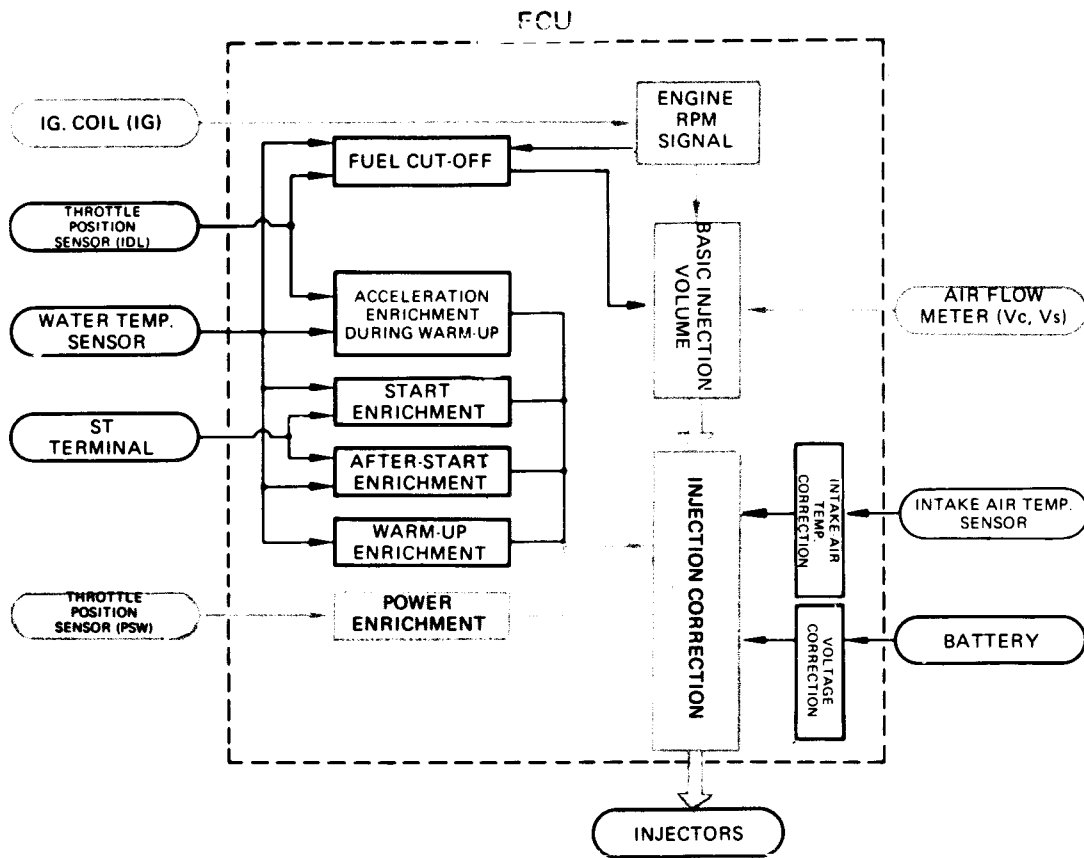 ECU
IG. COIL (IG)
ENGINE
RPM
SIGNAL
FUEL CUT-OFF
THROTTLE
POSITION
SENSOR (IDL)
BASIC INJECTION
VOLUME
ACCELERATION
ENRICHMENT
DURING WARM-UP
WATER TEMP.
SENSOR
AIR FLOW
METER (Vc, Vs)
START
ENRICHMENT
ST
TERMINAL
AFTER-START
ENRICHMENT
WARM-UP
ENRICHMENT
INJECTION CORRECTION
INTAKE AIR
TEMP.
CORRECTION
INTAKE AIR TEMP.
SENSOR
THROTTLE
POSITION
SENSOR (PSW)
POWER
ENRICHMENT
VOLTAGE
CORRECTION
BATTERY
INJECTORS